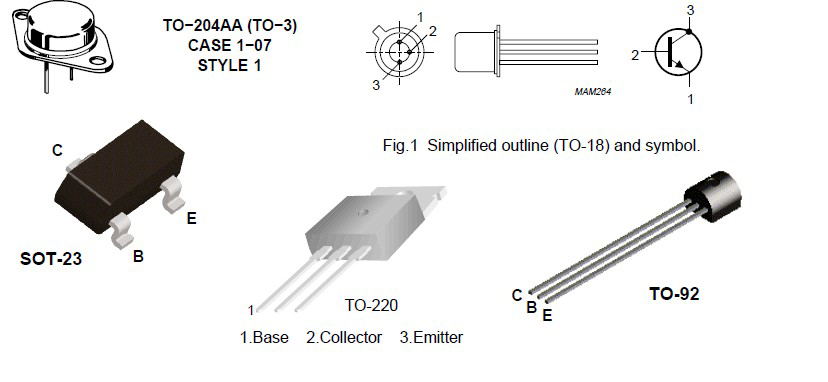 TO−204AA (TO−3)
CASE 1−07
STYLE 1
1
2
3
MAM264
3
2
1
Fig.1 Simplified outline (TO-18) and symbol.
C
E
B
SOT-23
1
TO-220
1.Base 2.Collector 3.Emitter
C
B
E
TO-92